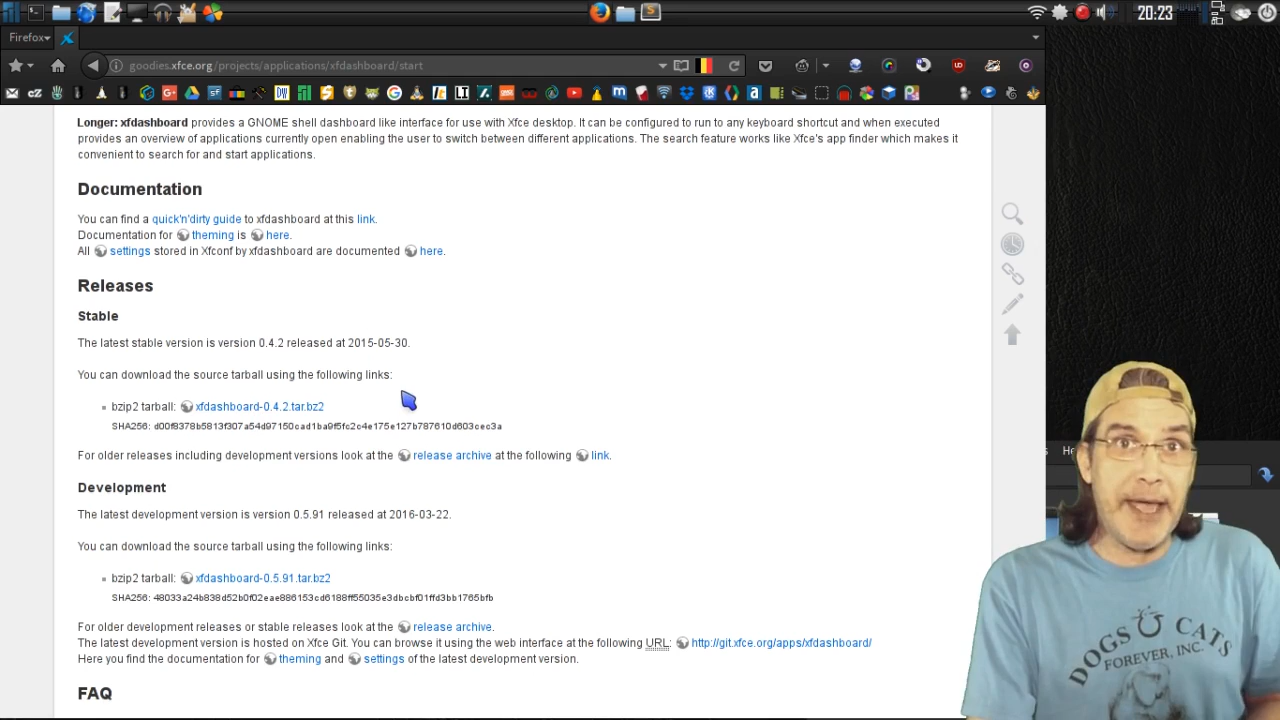 20:23
Firefox
goodies.xfce.org/projects/applications/xfdashboard/start
Longer: xfdashboard provides a GNOME shell dashboard like interface for use with Xfce desktop. It can be configured to run to any keyboard shortcut and when executed
provides an overview of applications currently open enabling the user to switch between different applications. The search feature works like Xfce's app finder which makes it
convenient to search for and start applications.
Documentation
You can find a quick'n'dirty guide to xfdashboard at this link.
Documentation for theming is here.
All settings stored in Xfconf by xfdashboard are documented here.
Releases
Stable
The latest stable version is version 0.4.2 released at 2015-05-30.
You can download the source tarball using the following links:
bzip2 tarball: xfdashboard-0.4.2.tar.bz2
SHA256: d00f8378b5813f307a54d97150cad1ba9f5fc2c4e175e127b787610d603cec3a
For older releases including development versions look at the release archive at the following link.
Development
The latest development version is version 0.5.91 released at 2016-03-22.
You can download the source tarball using the following links:
bzip2 tarball: xfdashboard-0.5.91.tar.bz2
SHA256: 48033a24b838d52b0f02eae886153cd6188ff55035e3dbcbf01ffd3bb1765bfb
For older development releases or stable releases look at the release archive.
The latest development version is hosted on Xfce Git. You can browse it using the web interface at the following URL: http://git.xfce.org/apps/xfdashboard/
Here you find the documentation for theming and settings of the latest development version.
FAQ
DOGS & CATS
FOREVER, INC.